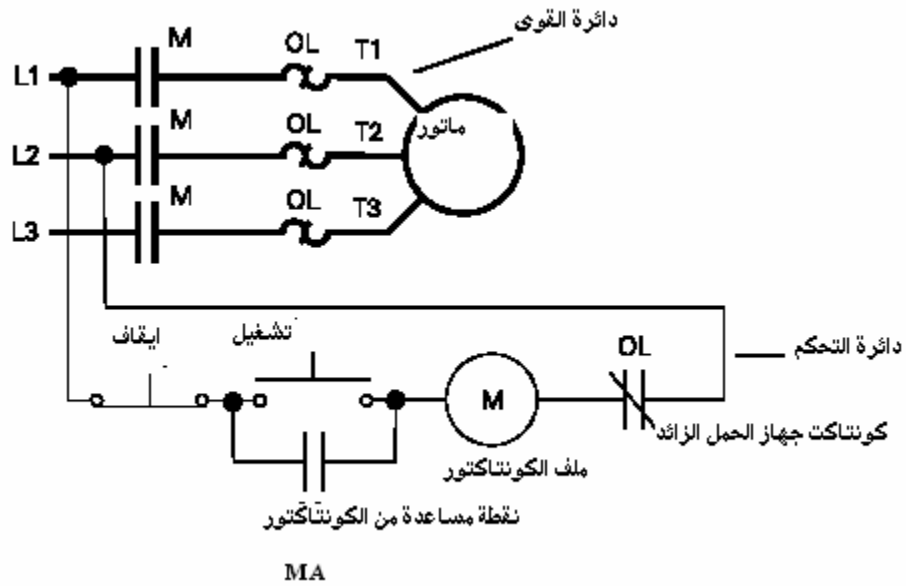 دائرة القوى
M
OL
T1
L1
ماتور
M
OL
T2
L2
M
OL
T3
L3
تشغيل
ايقاف
دائرة التحكم
OL
M
كونتاكت جهاز الحمل الزائد
ملف الكونتاكتور
نقطة مساعدة من الكونتاكتور
MA